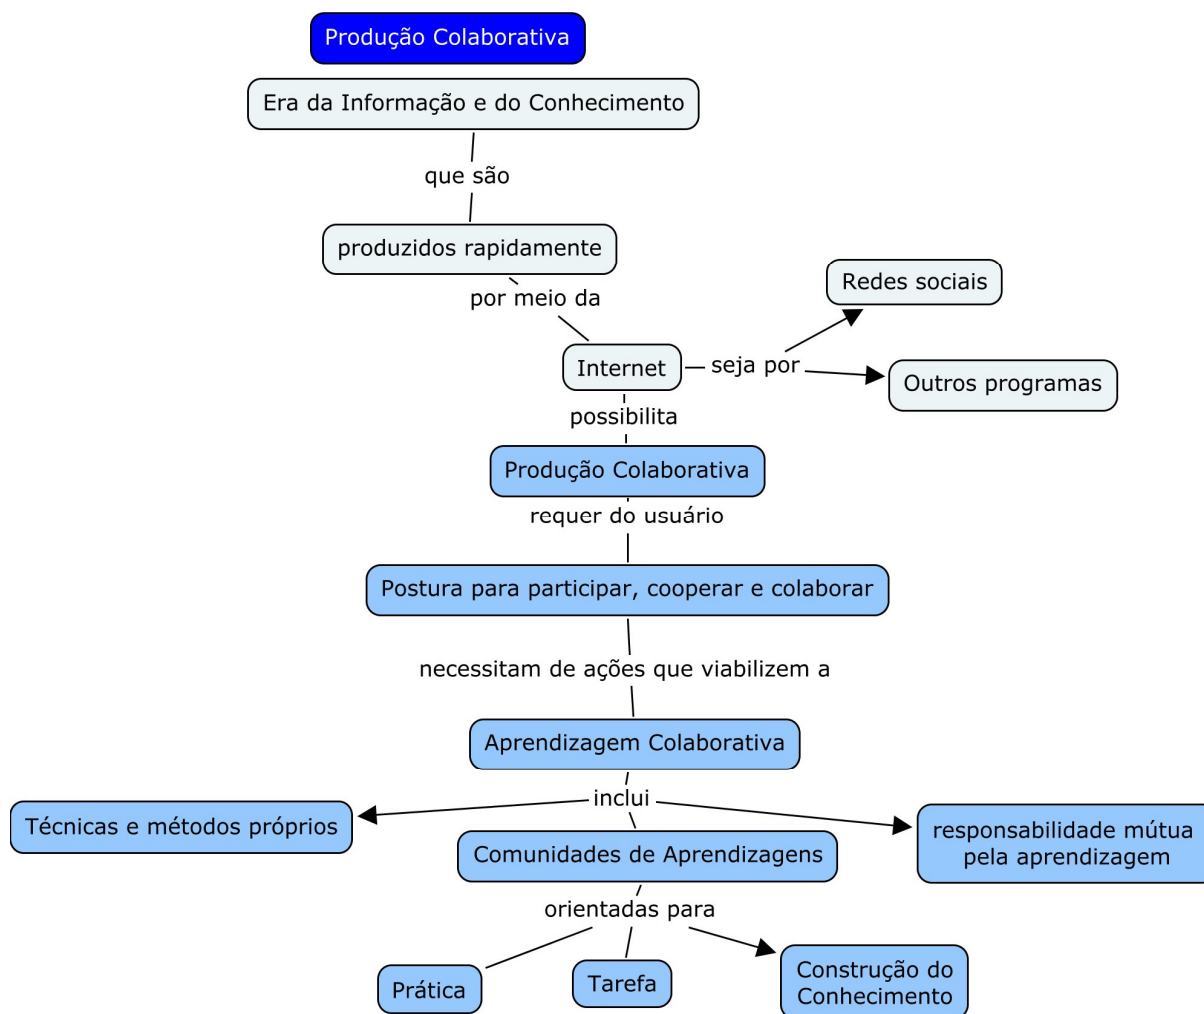 Produção Colaborativa
Era da Informação e do Conhecimento
que são
produzidos rapidamente
por meio da
Redes sociais
Internet
seja por
Outros programas
possibilita
Produção Colaborativa
requer do usuário
Postura para participar, cooperar e colaborar
necessitam de ações que viabilizem a
Aprendizagem Colaborativa
inclui
Técnicas e métodos próprios
Comunidades de Aprendizagens
responsabilidade mútua
pela aprendizagem
orientadas para
Prática
Tarefa
Construção do
Conhecimento